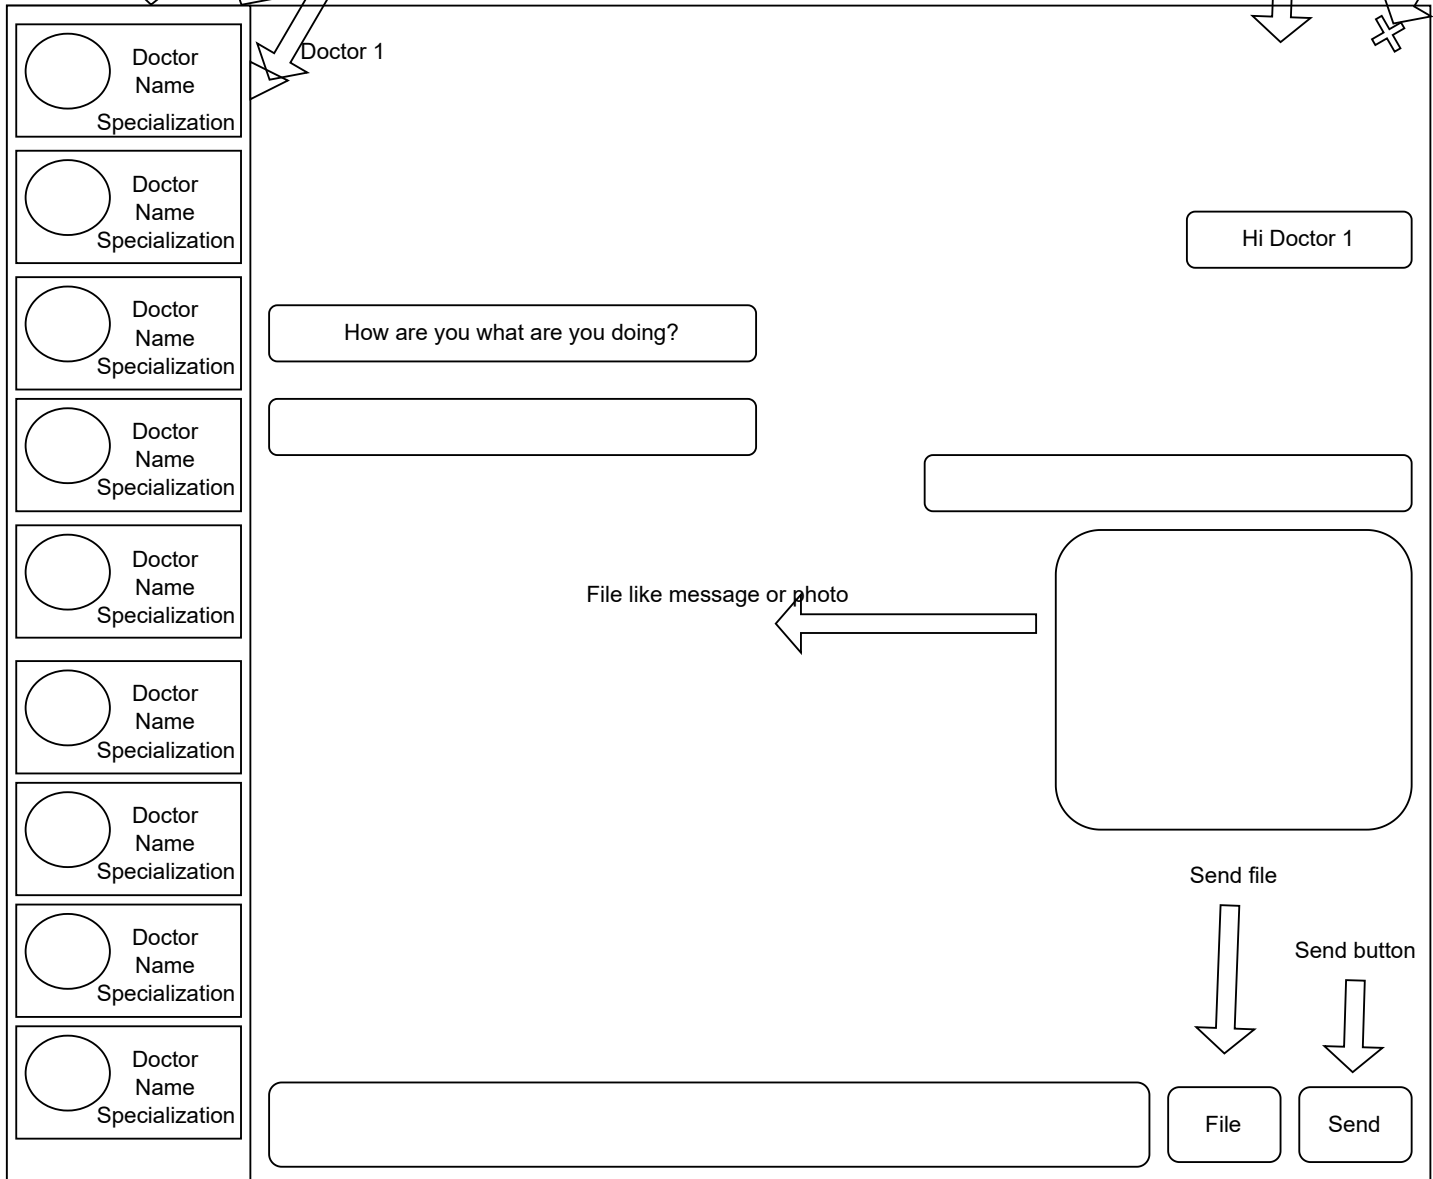 Doctor
Name
Specialization
Doctor
Name
Specialization
Doctor
Name
Specialization
Doctor
Name
Specialization
Doctor
Name
Specialization
Doctor
Name
Specialization
Doctor
Name
Specialization
Doctor
Name
Specialization
Doctor
Name
Specialization
Doctor 1
Hi Doctor 1
How are you what are you doing?
File like message or photo
Send file
Send button
File
Send